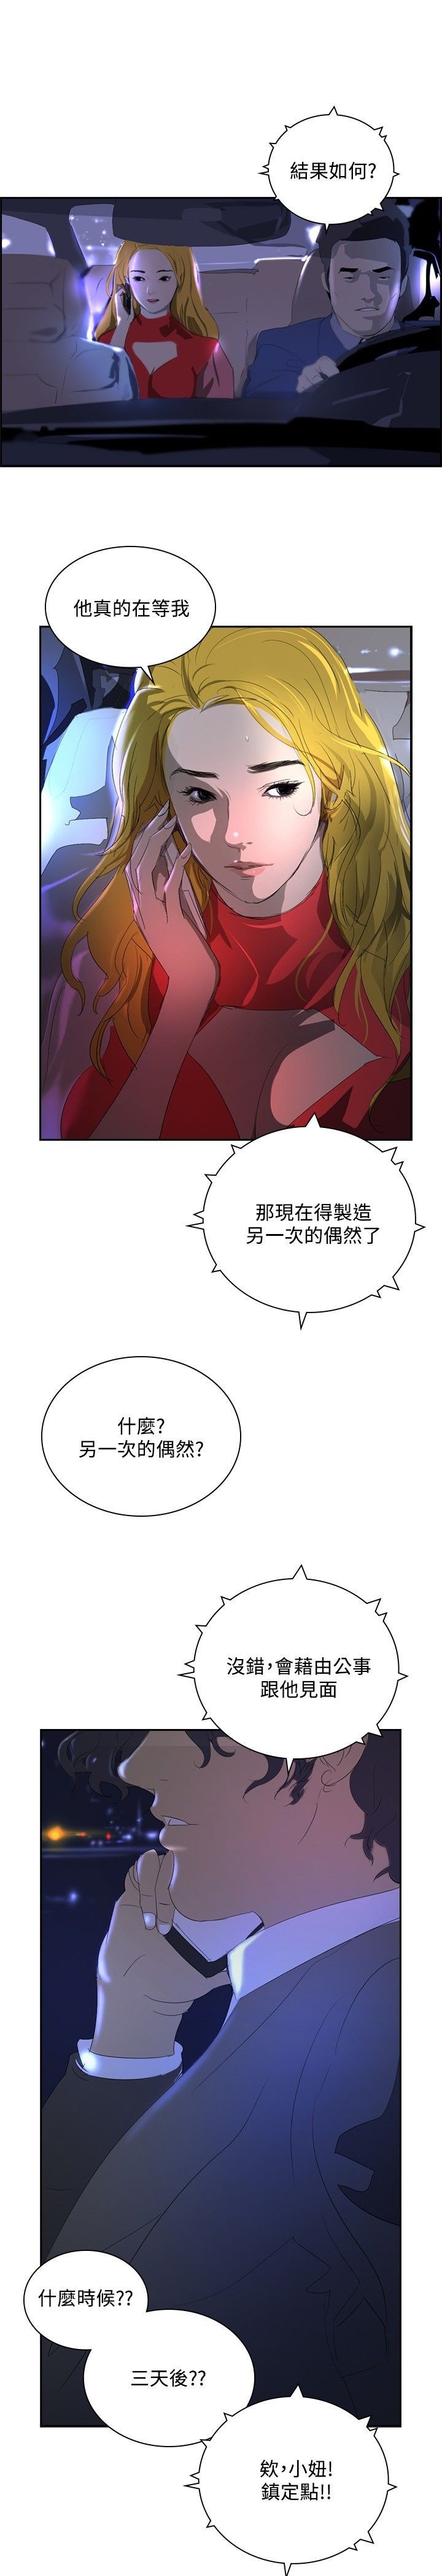 結果如何?
他真的在等我
那現在得製造
另一次的偶然了
什麼?
另一次的偶然?
沒錯,會藉由公事
跟他見面
什麼時候??
三天後??
欸,小妞!
鎮定點!!